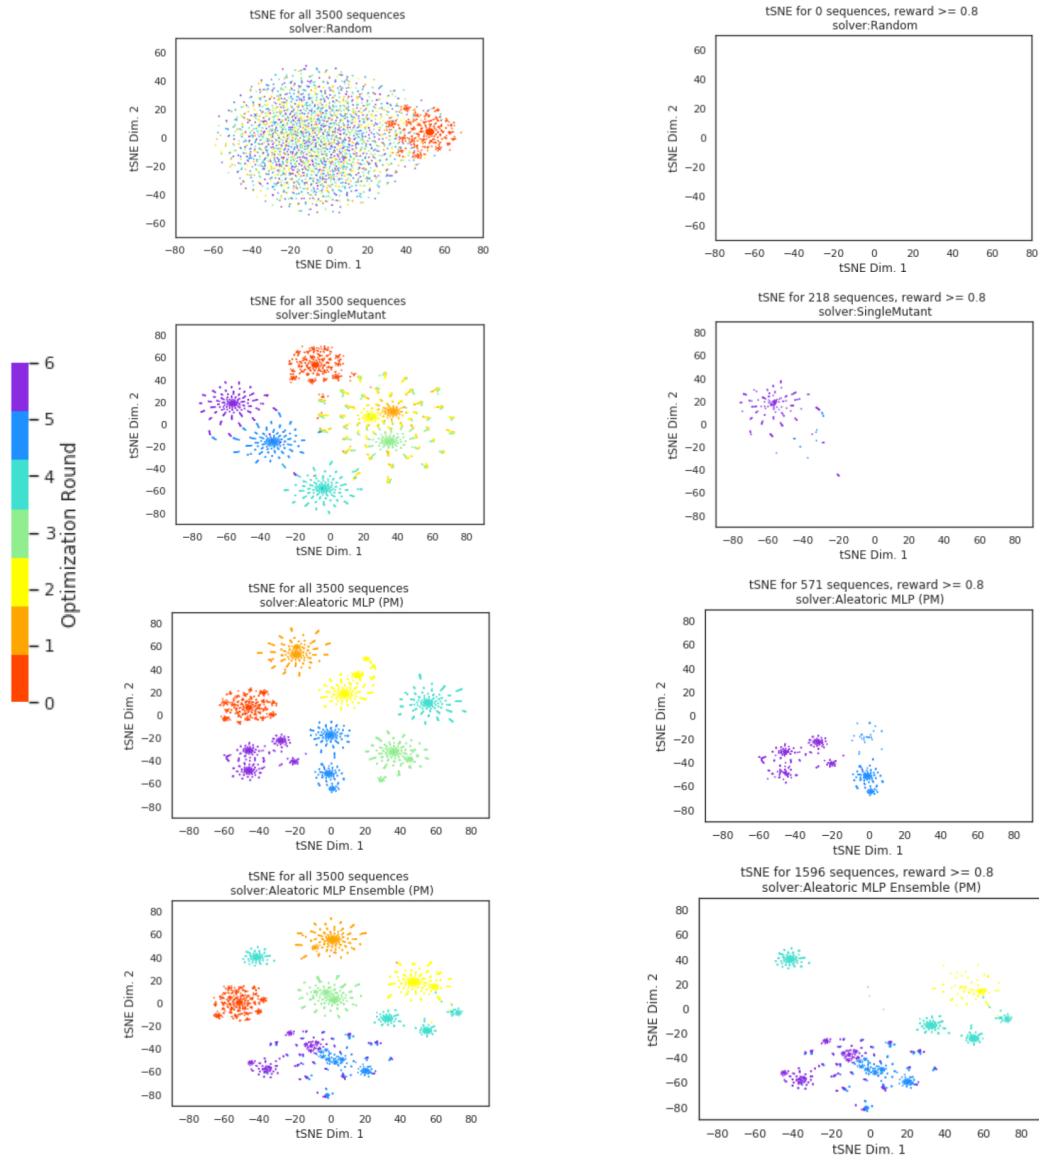 tSNE for all 3500 sequences
solver:Random
60
40
20
0
−20
−40
−60
tSNE Dim. 2
−80 −60 −40 −20 0 20 40 60 80
tSNE Dim. 1
tSNE for 0 sequences, reward >= 0.8
solver:Random
60
40
20
0
−20
−40
−60
tSNE Dim. 2
−80 −60 −40 −20 0 20 40 60 80
tSNE Dim. 1
6
5
4
3
2
1
0
Optimization Round
tSNE for all 3500 sequences
solver:SingleMutant
80
60
40
20
0
−20
−40
−60
−80
tSNE Dim. 2
−80 −60 −40 −20 0 20 40 60 80
tSNE Dim. 1
tSNE for 218 sequences, reward >= 0.8
solver:SingleMutant
80
60
40
20
0
−20
−40
−60
−80
tSNE Dim. 2
−80 −60 −40 −20 0 20 40 60 80
tSNE Dim. 1
tSNE for all 3500 sequences
solver:Aleatoric MLP (PM)
80
60
40
20
0
−20
−40
−60
−80
tSNE Dim. 2
−80 −60 −40 −20 0 20 40 60 80
tSNE Dim. 1
tSNE for 571 sequences, reward >= 0.8
solver:Aleatoric MLP (PM)
80
60
40
20
0
−20
−40
−60
−80
tSNE Dim. 2
−80 −60 −40 −20 0 20 40 60 80
tSNE Dim. 1
tSNE for all 3500 sequences
solver:Aleatoric MLP Ensemble (PM)
80
60
40
20
0
−20
−40
−60
−80
tSNE Dim. 2
−80 −60 −40 −20 0 20 40 60 80
tSNE Dim. 1
tSNE for 1596 sequences, reward >= 0.8
solver:Aleatoric MLP Ensemble (PM)
80
60
40
20
0
−20
−40
−60
−80
tSNE Dim. 2
−80 −60 −40 −20 0 20 40 60 80
tSNE Dim. 1